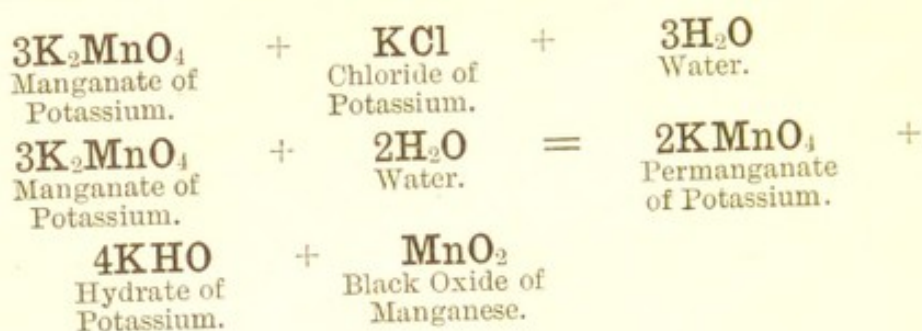 3K₂MnO₄ + KCl + 3H₂O
Manganate of Chloride of Water.
Potassium. Potassium.
3K₂MnO₄ + 2H₂O = 2KMnO₄ +
Manganate of Water. Permanganate
Potassium. of Potassium.
4KHO + MnO₂
Hydrate of Black Oxide of
Potassium. Manganese.